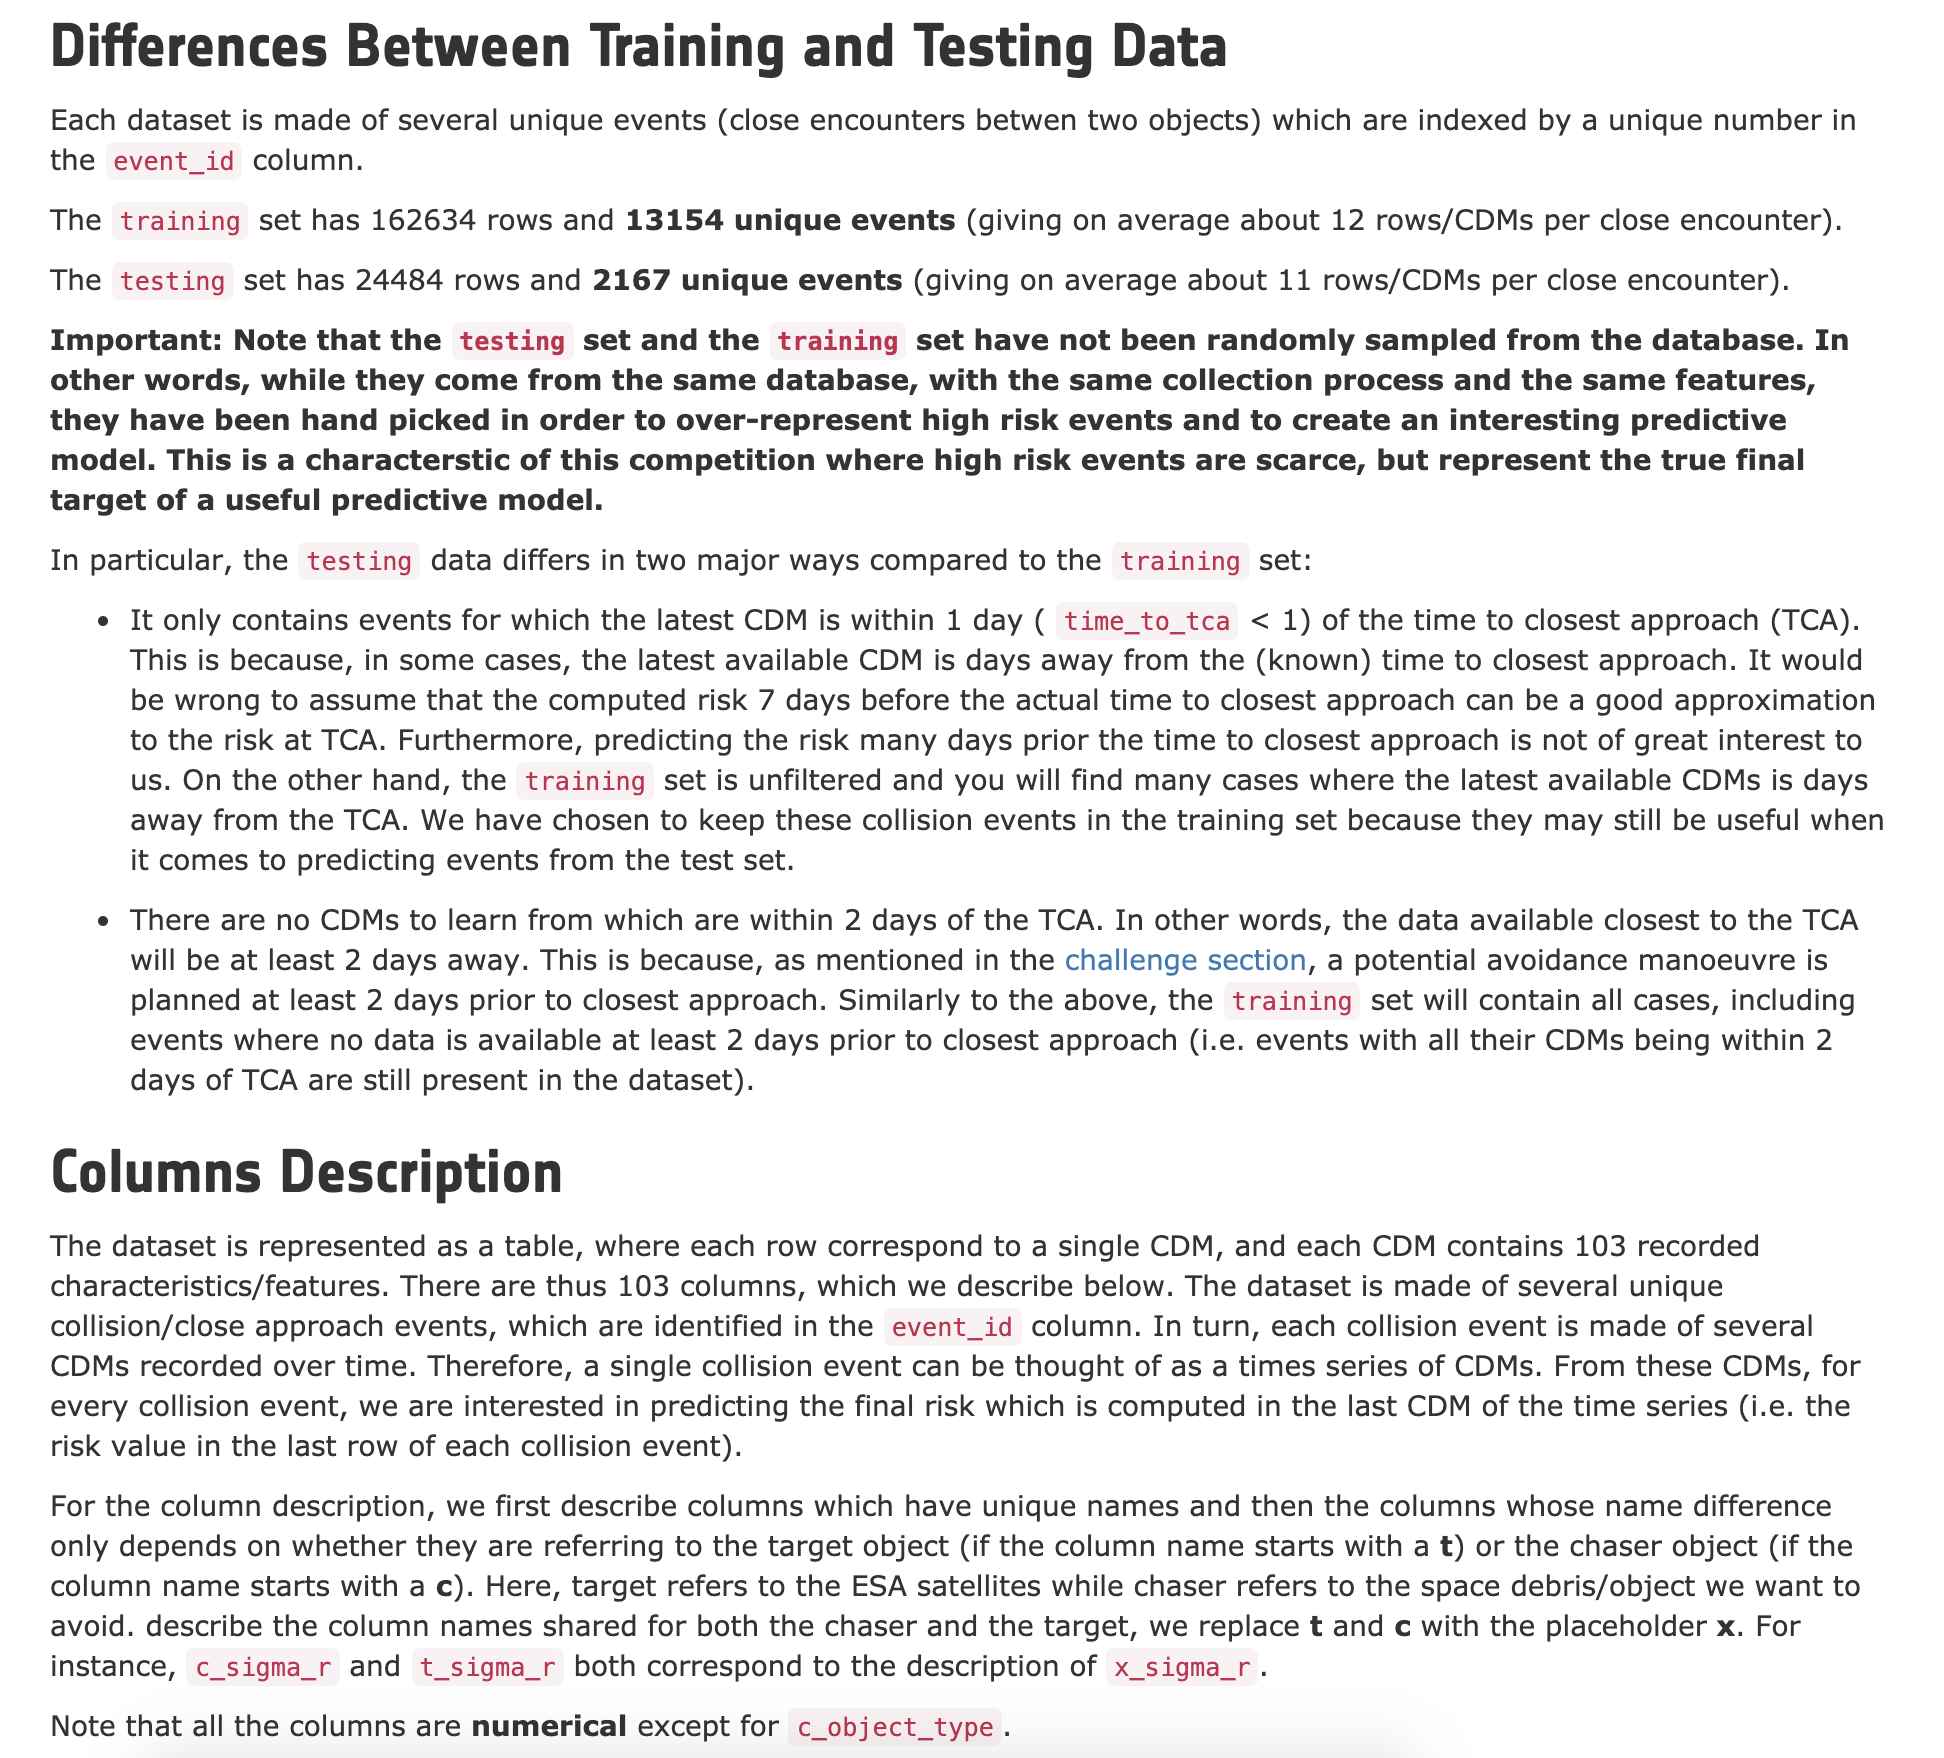 Differences Between Training and Testing Data
Each dataset is made of several unique events (close encounters betwen two objects) which are indexed by a unique number in
the event_id column.
The training set has 162634 rows and 13154 unique events (giving on average about 12 rows/CDMs per close encounter).
The testing set has 24484 rows and 2167 unique events (giving on average about 11 rows/CDMs per close encounter).
Important: Note that the testing set and the training set have not been randomly sampled from the database. In
other words, while they come from the same database, with the same collection process and the same features,
they have been hand picked in order to over-represent high risk events and to create an interesting predictive
model. This is a characterstic of this competition where high risk events are scarce, but represent the true final
target of a useful predictive model.
In particular, the testing data differs in two major ways compared to the training set:
• It only contains events for which the latest CDM is within 1 day ( time_to_tca < 1) of the time to closest approach (TCA).
This is because, in some cases, the latest available CDM is days away from the (known) time to closest approach. It would
be wrong to assume that the computed risk 7 days before the actual time to closest approach can be a good approximation
to the risk at TCA. Furthermore, predicting the risk many days prior the time to closest approach is not of great interest to
us. On the other hand, the training set is unfiltered and you will find many cases where the latest available CDMs is days
away from the TCA. We have chosen to keep these collision events in the training set because they may still be useful when
it comes to predicting events from the test set.
• There are no CDMs to learn from which are within 2 days of the TCA. In other words, the data available closest to the TCA
will be at least 2 days away. This is because, as mentioned in the challenge section, a potential avoidance manoeuvre is
planned at least 2 days prior to closest approach. Similarly to the above, the training set will contain all cases, including
events where no data is available at least 2 days prior to closest approach (i.e. events with all their CDMs being within 2
days of TCA are still present in the dataset).
Columns Description
The dataset is represented as a table, where each row correspond to a single CDM, and each CDM contains 103 recorded
characteristics/features. There are thus 103 columns, which we describe below. The dataset is made of several unique
collision/close approach events, which are identified in the event_id column. In turn, each collision event is made of several
CDMs recorded over time. Therefore, a single collision event can be thought of as a times series of CDMs. From these CDMs, for
every collision event, we are interested in predicting the final risk which is computed in the last CDM of the time series (i.e. the
risk value in the last row of each collision event).
For the column description, we first describe columns which have unique names and then the columns whose name difference
only depends on whether they are referring to the target object (if the column name starts with a t) or the chaser object (if the
column name starts with a c). Here, target refers to the ESA satellites while chaser refers to the space debris/object we want to
avoid. describe the column names shared for both the chaser and the target, we replace t and c with the placeholder x. For
instance, c_sigma_r and t_sigma_r both correspond to the description of x_sigma_r.
Note that all the columns are numerical except for c_object_type.